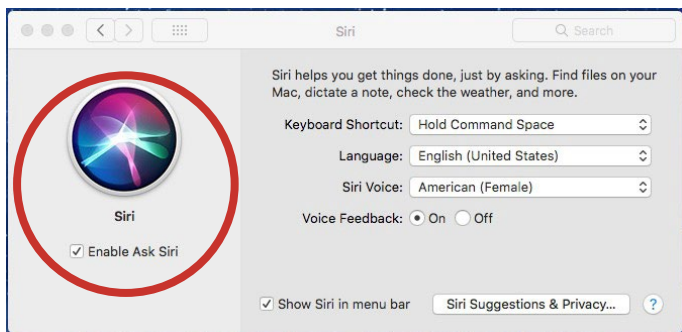 Siri
Search
Siri helps you get things done, just by asking. Find files on your
Mac, dictate a note, check the weather, and more.
Keyboard Shortcut: Hold Command Space
Language: English (United States)
Siri Voice: American (Female)
Voice Feedback: On Off
Siri
Enable Ask Siri
Show Siri in menu bar Siri Suggestions & Privacy... ?